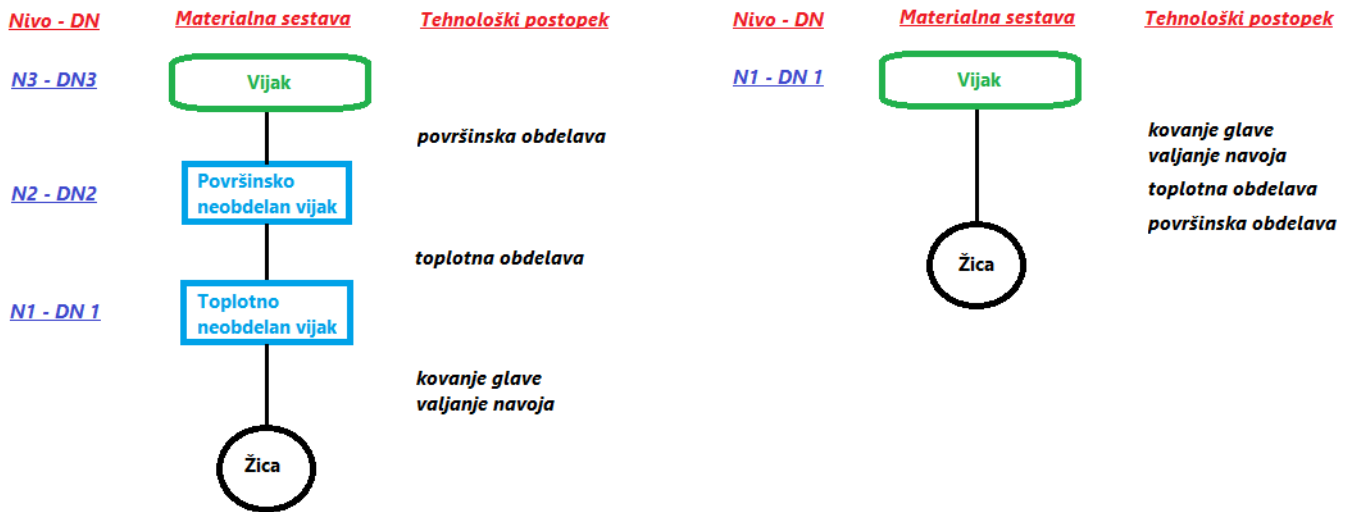 Nivo - DN
Materialna sestava
Tehnološki postopek
N3 - DN3
Vijak
površinska obdelava
N2 - DN2
Površinsko
neobdelan vijak
toplotna obdelava
N1 - DN 1
Toplotno
neobdelan vijak
kovanje glave
valjanje navoja
Žica
Nivo - DN
Materialna sestava
Tehnološki postopek
N1 - DN 1
Vijak
kovanje glave
valjanje navoja
toplotna obdelava
površinska obdelava
Žica